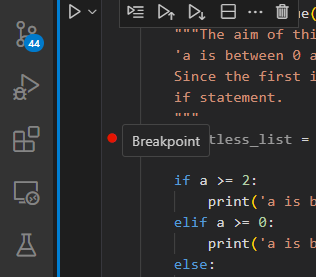 44
ue(
"""The aim of thi
'a is between 0 a
Since the first i
if statement.
"""
Breakpoint
tless_list =
if a >= 2:
print('a is b
elif a >= 0:
print('a is b
else: